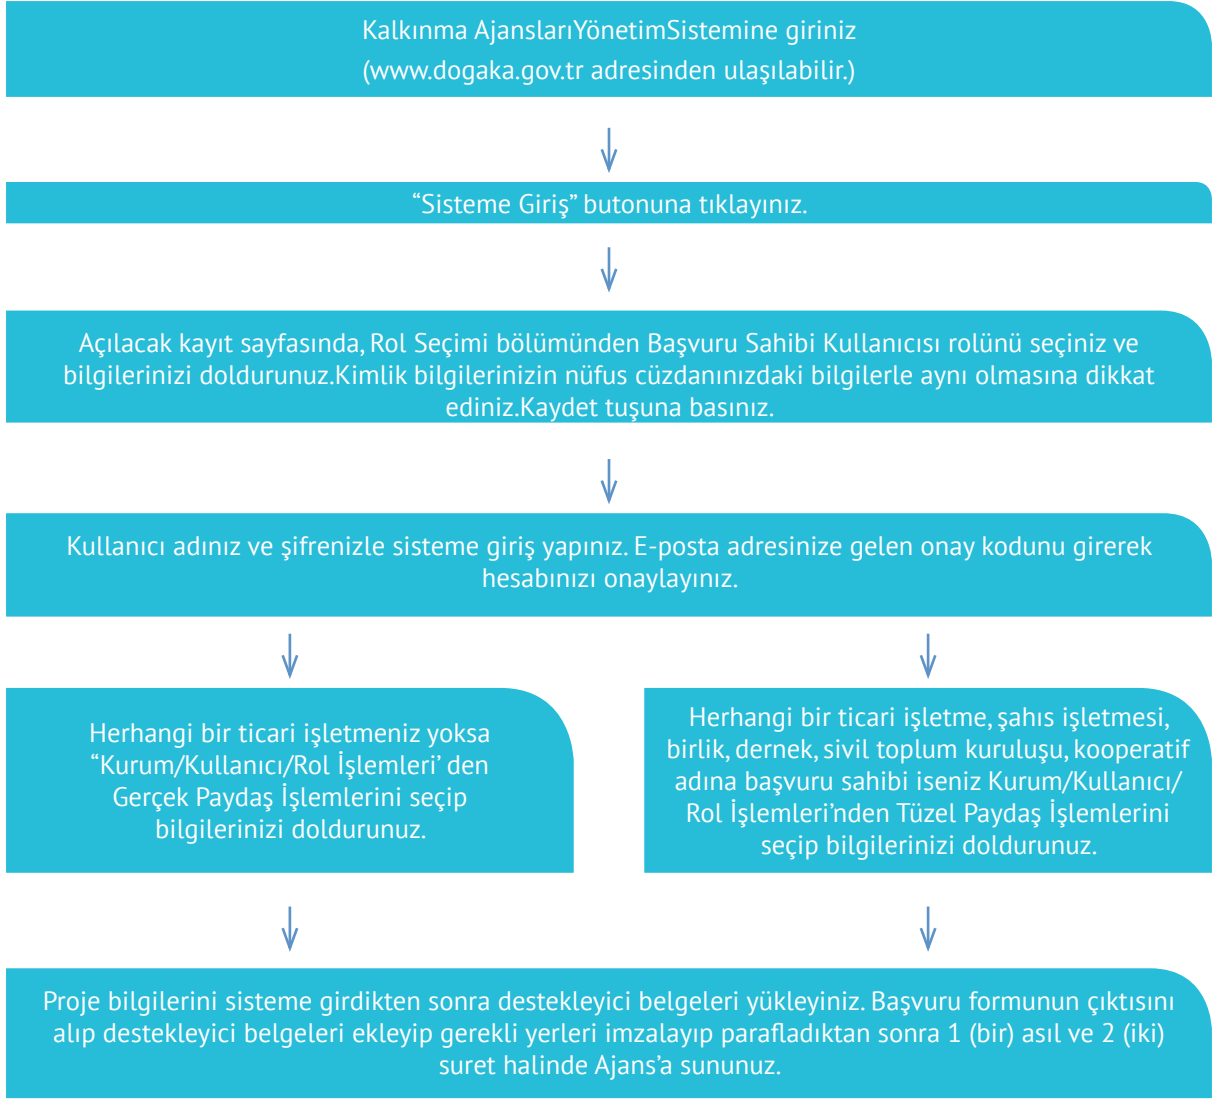 Kalkınma AjanslarıYönetimSistemine giriniz
(www.dogaka.gov.tr adresinden ulaşılabilir.)
“Sisteme Giriş” butonuna tıklayınız.
Açılacak kayıt sayfasında, Rol Seçimi bölümünden Başvuru Sahibi Kullanıcısı rolünü seçiniz ve
bilgilerinizi doldurunuz.Kimlik bilgilerinizin nüfus cüzdanınızdaki bilgilerle aynı olmasına dikkat
ediniz.Kaydet tuşuna basınız.
Kullanıcı adınız ve şifrenizle sisteme giriş yapınız. E-posta adresinize gelen onay kodunu girerek
hesabınızı onaylayınız.
Herhangi bir ticari işletmeniz yoksa
“Kurum/Kullanıcı/Rol İşlemleri’ den
Gerçek Paydaş İşlemlerini seçip
bilgilerinizi doldurunuz.
Herhangi bir ticari işletme, şahıs işletmesi,
birlik, dernek, sivil toplum kuruluşu, kooperatif
adına başvuru sahibi iseniz Kurum/Kullanıcı/
Rol İşlemleri’nden Tüzel Paydaş İşlemlerini
seçip bilgilerinizi doldurunuz.
Proje bilgilerini sisteme girdikten sonra destekleyici belgeleri yükleyiniz. Başvuru formunun çıktısını
alıp destekleyici belgeleri ekleyip gerekli yerleri imzalayıp parafladıktan sonra 1 (bir) asıl ve 2 (iki)
suret halinde Ajans’a sununuz.